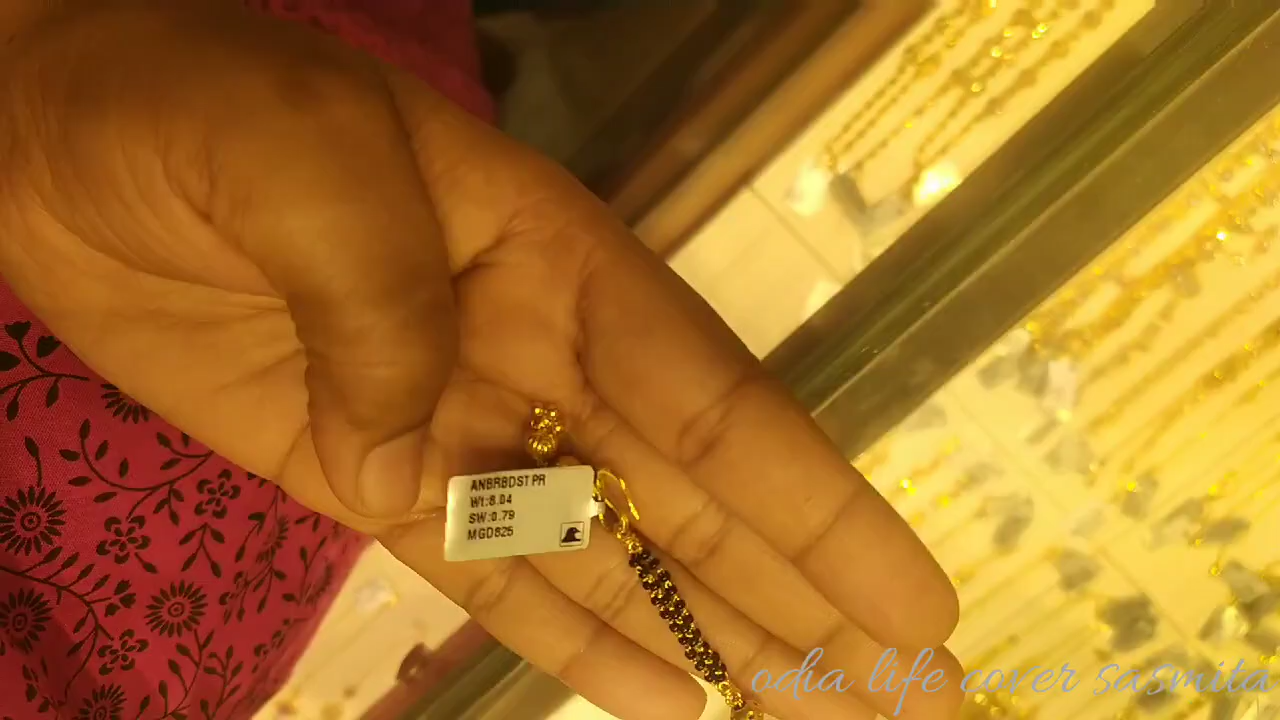 ANBRBDST PR
Wt:8.04
SW:0.79
MGD825
odia life cover sasmita